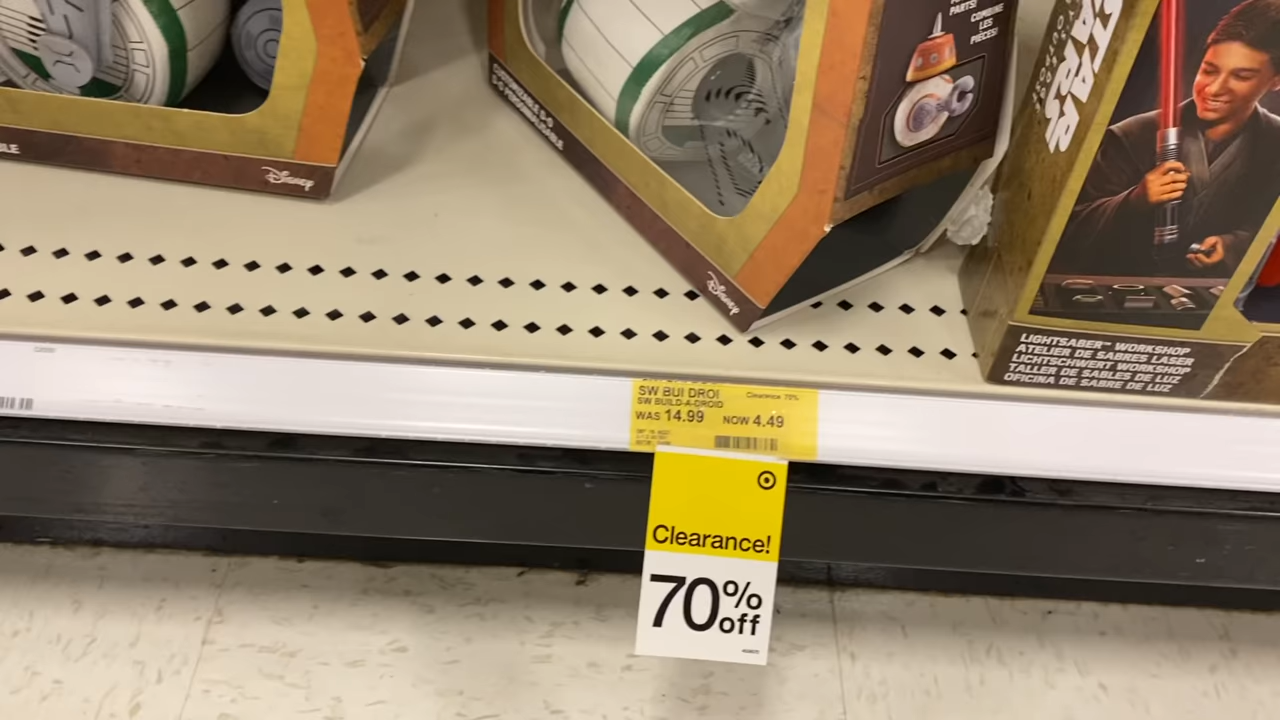 PARTS!
COMBINE
LES
PIÈCES!
STAR
WARS
BLE
Disney
Disney
LIGHTSABER™ WORKSHOP
ATELIER DE SABRES LASER
LICHTSCHWERT WORKSHOP
TALLER DE SABLES DE LUZ
OFICINA DE SABRE DE LUZ
SW BUI DROI
Clearance 70%
SW BUILD-A-DROID
WAS 14.99 NOW 4.49
Clearance!
70% off